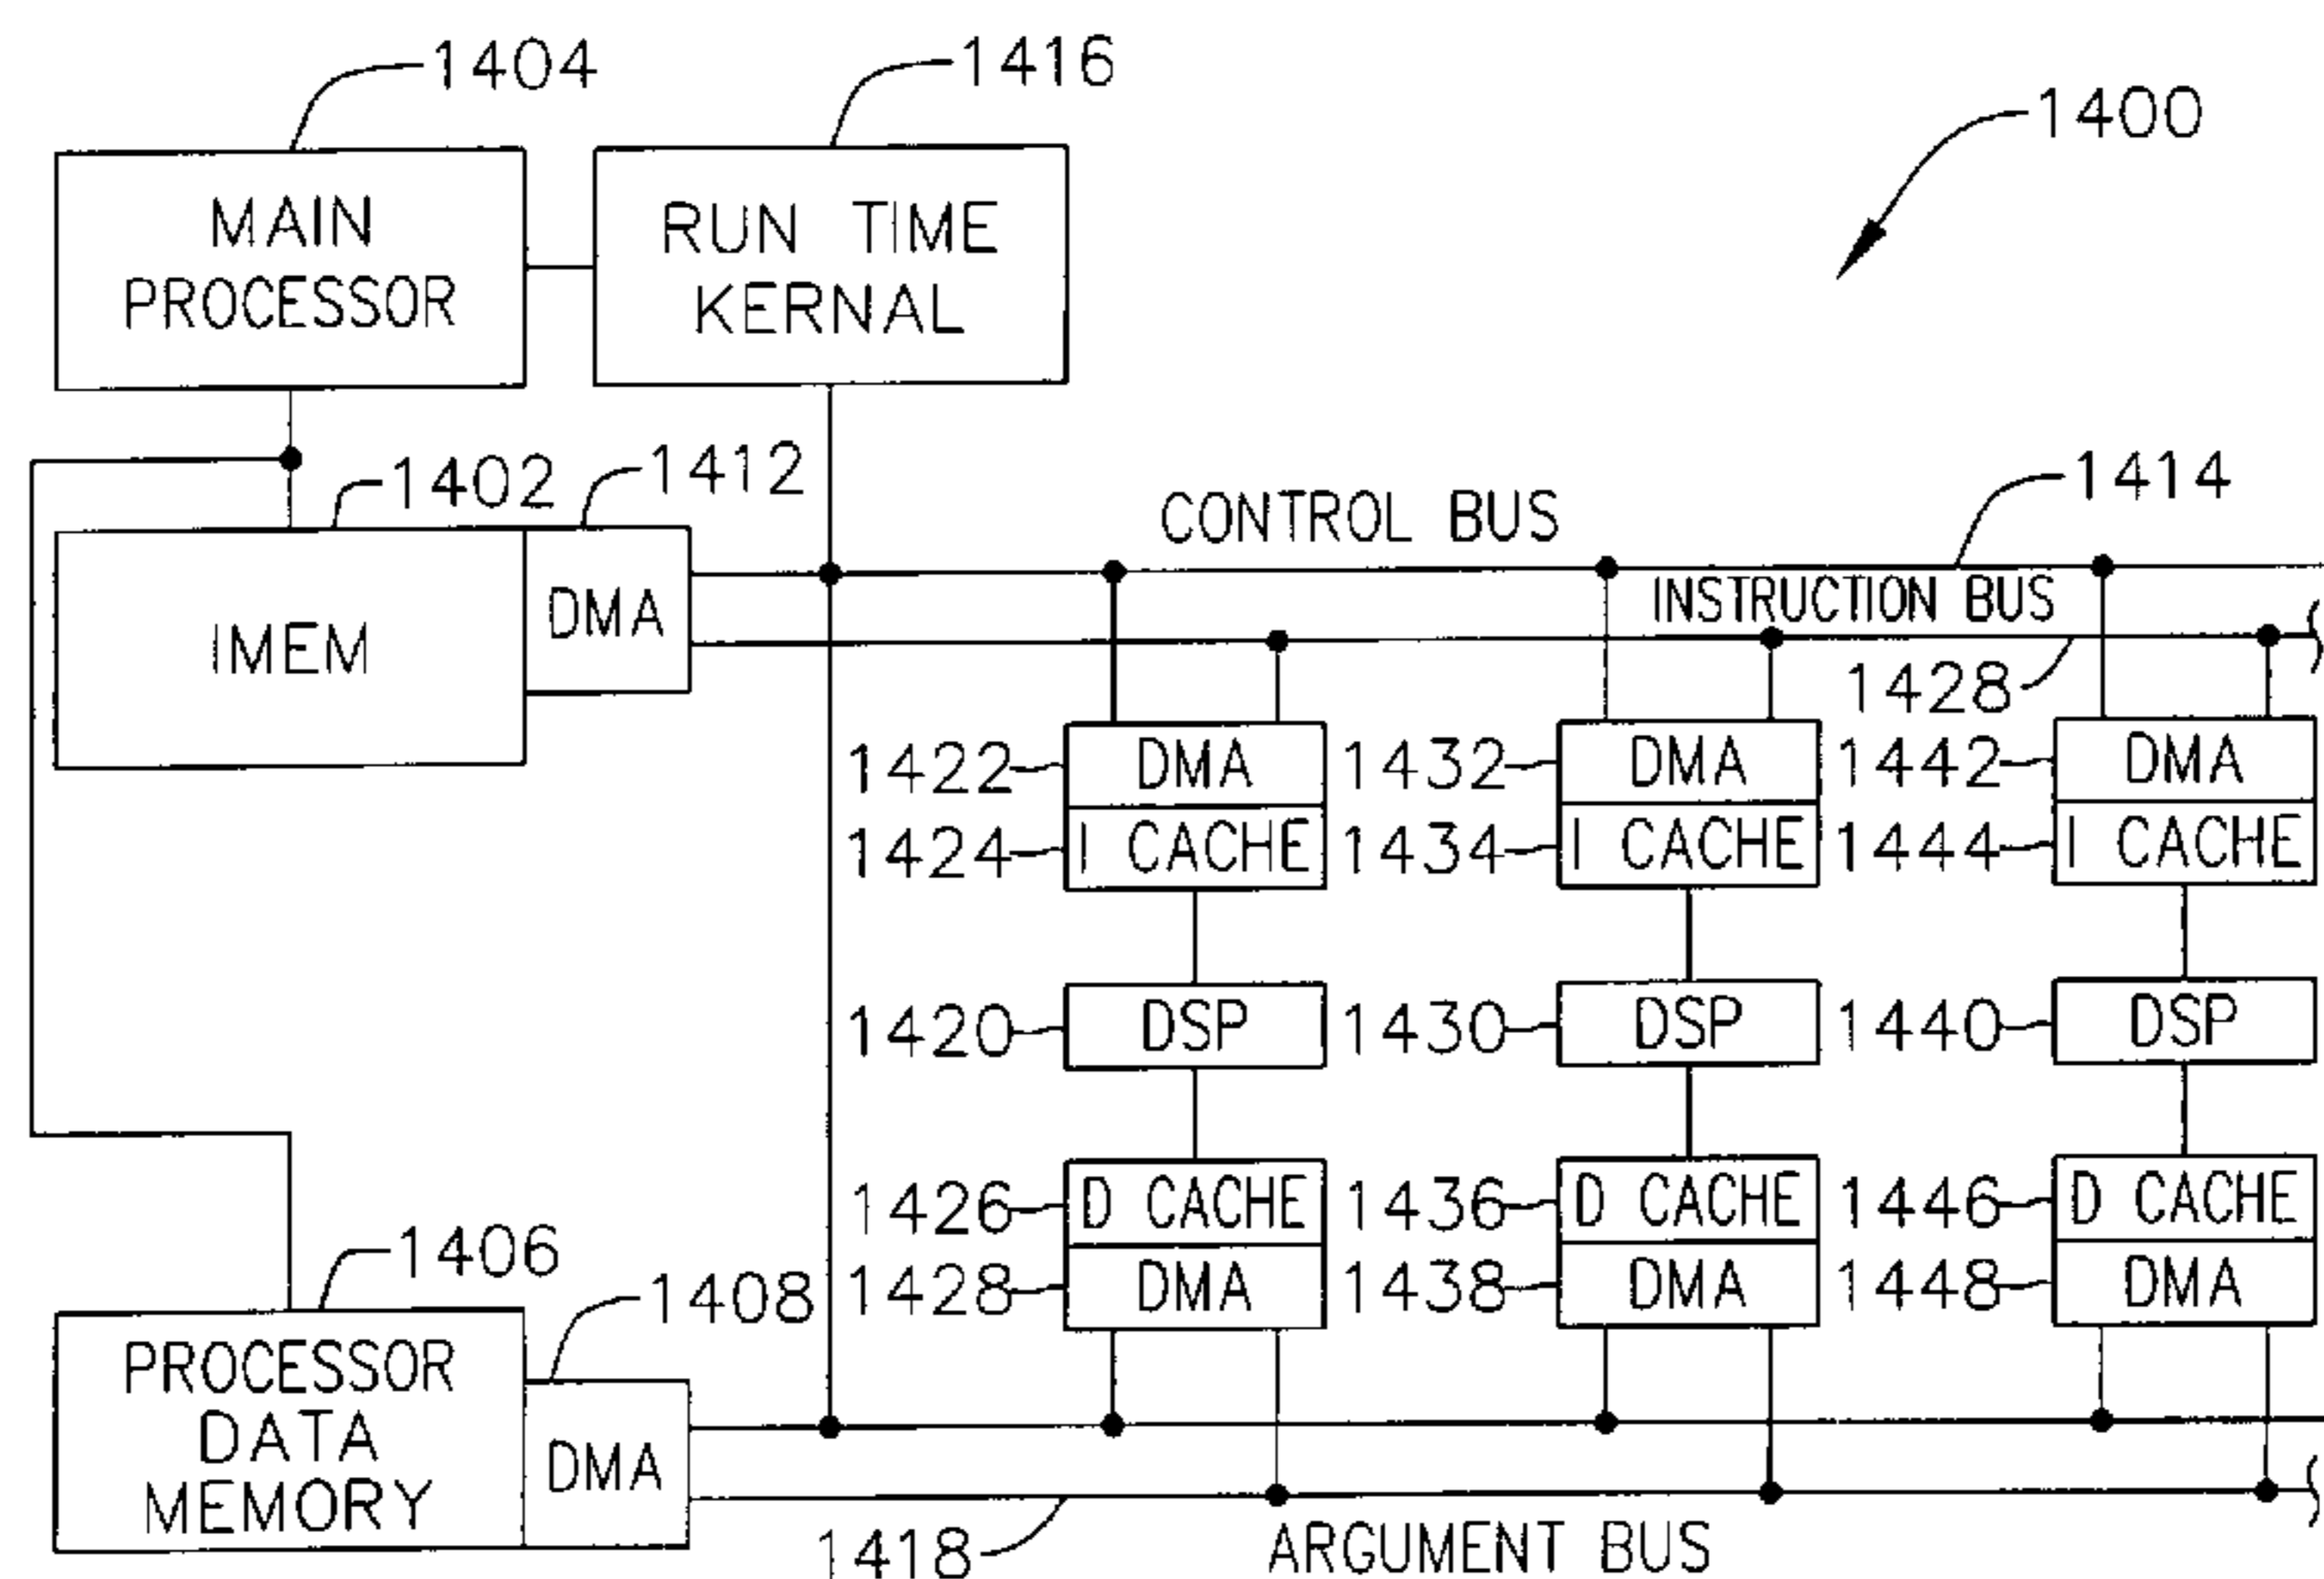 1404
1416
1400
MAIN
PROCESSOR
RUN TIME
KERNAL
1402
1412
1414
CONTROL BUS
INSTRUCTION BUS
IMEM
DMA
1428
1422
DMA
1432
DMA
1442
DMA
1424
I CACHE
1434
I CACHE
1444
I CACHE
1420
DSP
1430
DSP
1440
DSP
1426
D CACHE
1436
D CACHE
1446
D CACHE
1406
1408
1428
DMA
1438
DMA
1448
DMA
PROCESSOR
DATA
MEMORY
DMA
1418
ARGUMENT BUS